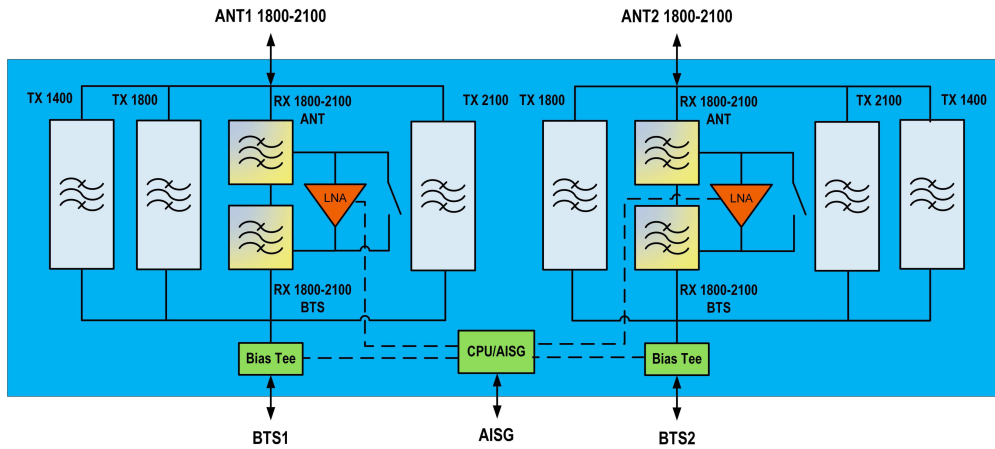 ANT1 1800-2100
ANT2 1800-2100
TX 1400
TX 1800
RX 1800-2100
ANT
TX 2100
TX 1800
RX 1800-2100
ANT
TX 2100
TX 1400
LNA
LNA
RX 1800-2100
BTS
RX 1800-2100
BTS
Bias Tee
CPU/AISG
Bias Tee
BTS1
AISG
BTS2